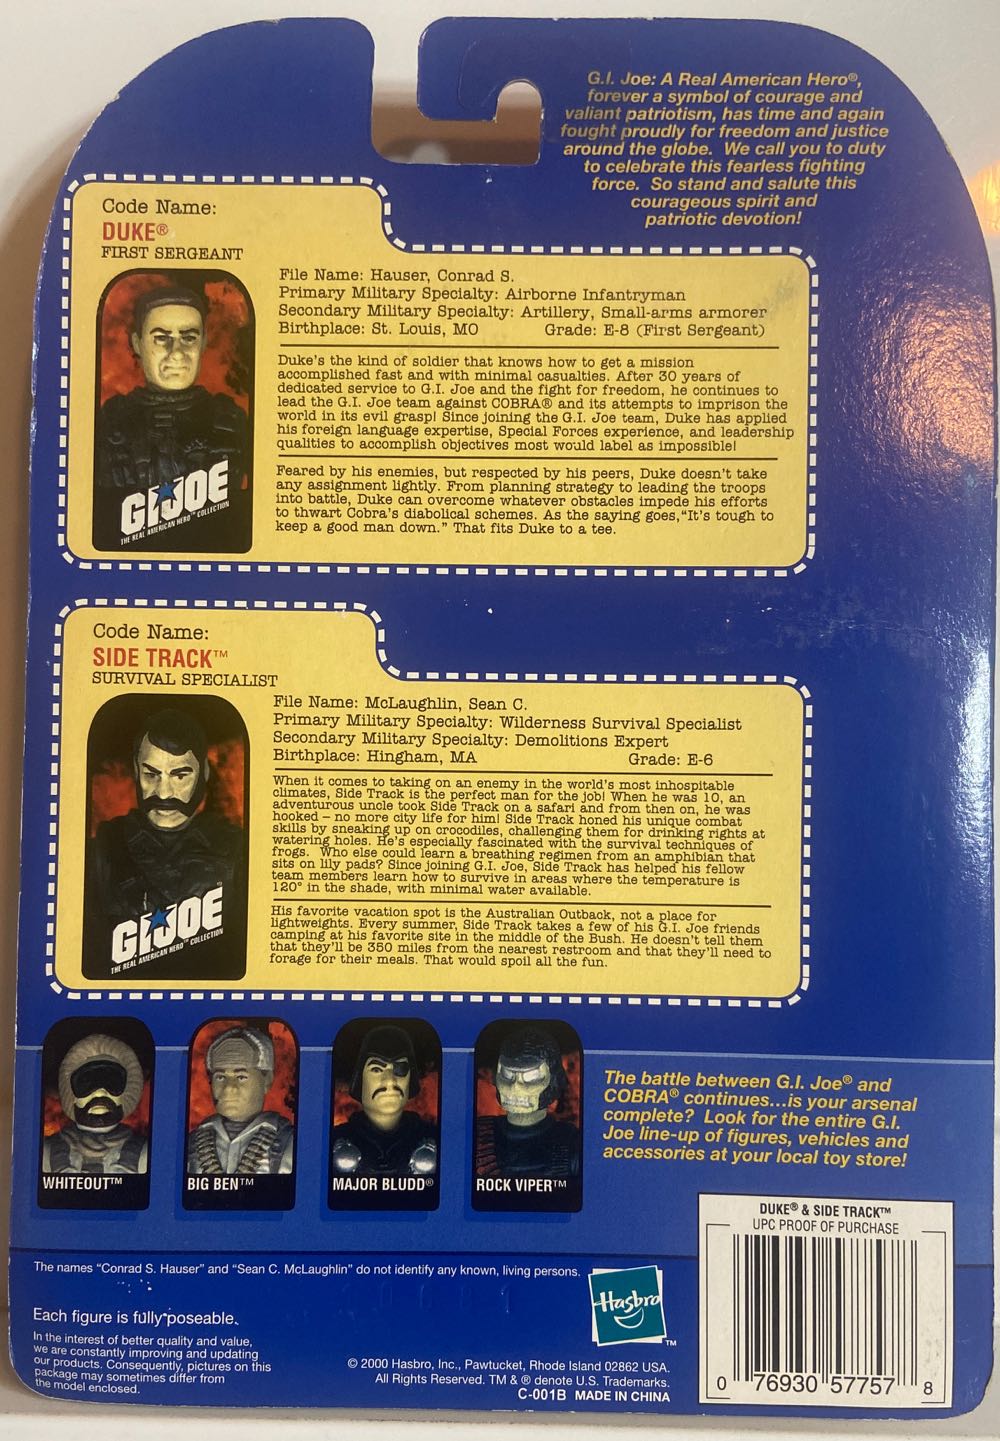 G.I. Joe: A Real American Hero®,
forever a symbol of courage and
valiant patriotism, has time and again
fought proudly for freedom and justice
around the globe. We call you to duty
to celebrate this fearless fighting
force. So stand and salute this
courageous spirit and
patriotic devotion!
Code Name:
DUKE®
FIRST SERGEANT
File Name: Hauser, Conrad S.
Primary Military Specialty: Airborne Infantryman
Secondary Military Specialty: Artillery, Small-arms armorer
Birthplace: St. Louis, MO Grade: E-8 (First Sergeant)
Duke's the kind of soldier that knows how to get a mission
accomplished fast and with minimal casualties. After 30 years of
dedicated service to G.I. Joe and the fight for freedom, he continues to
lead the G.I. Joe team against COBRA® and its attempts to imprison the
world in its evil grasp! Since joining the G.I. Joe team, Duke has applied
his foreign language expertise, Special Forces experience, and leadership
qualities to accomplish objectives most would label as impossible!
Feared by his enemies, but respected by his peers, Duke doesn't take
any assignment lightly. From planning strategy to leading the troops
into battle, Duke can overcome whatever obstacles impede his efforts
to thwart Cobra's diabolical schemes. As the saying goes, "It's tough to
keep a good man down." That fits Duke to a tee.
G.I.JOE
THE REAL AMERICAN HERO™ COLLECTION
Code Name:
SIDE TRACK™
SURVIVAL SPECIALIST
File Name: McLaughlin, Sean C.
Primary Military Specialty: Wilderness Survival Specialist
Secondary Military Specialty: Demolitions Expert
Birthplace: Hingham, MA Grade: E-6
When it comes to taking on an enemy in the world's most inhospitible
climates, Side Track is the perfect man for the job! When he was 10, an
adventurous uncle took Side Track on a safari and from then on, he was
hooked – no more city life for him! Side Track honed his unique combat
skills by sneaking up on crocodiles, challenging them for drinking rights at
watering holes. He's especially fascinated with the survival techniques of
frogs. Who else could learn a breathing regimen from an amphibian that
sits on lily pads? Since joining G.I. Joe, Side Track has helped his fellow
team members learn how to survive in areas where the temperature is
120° in the shade, with minimal water available.
His favorite vacation spot is the Australian Outback, not a place for
lightweights. Every summer, Side Track takes a few of his G.I. Joe friends
camping at his favorite site in the middle of the Bush. He doesn't tell them
that they'll be 350 miles from the nearest restroom and that they'll need to
forage for their meals. That would spoil all the fun.
G.I.JOE
THE REAL AMERICAN HERO™ COLLECTION
WHITEOUT™
BIG BEN™
MAJOR BLUDD®
ROCK VIPER™
The battle between G.I. Joe® and
COBRA® continues...is your arsenal
complete? Look for the entire G.I.
Joe line-up of figures, vehicles and
accessories at your local toy store!
The names "Conrad S. Hauser" and "Sean C. McLaughlin" do not identify any known, living persons.
Each figure is fully poseable.
In the interest of better quality and value,
we are constantly improving and updating
our products. Consequently, pictures on this
package may sometimes differ from
the model enclosed.
Hasbro
TM
© 2000 Hasbro, Inc., Pawtucket, Rhode Island 02862 USA.
All Rights Reserved. TM & ® denote U.S. Trademarks.
C-001B MADE IN CHINA
DUKE® & SIDE TRACK™
UPC PROOF OF PURCHASE
0 76930 57757 8